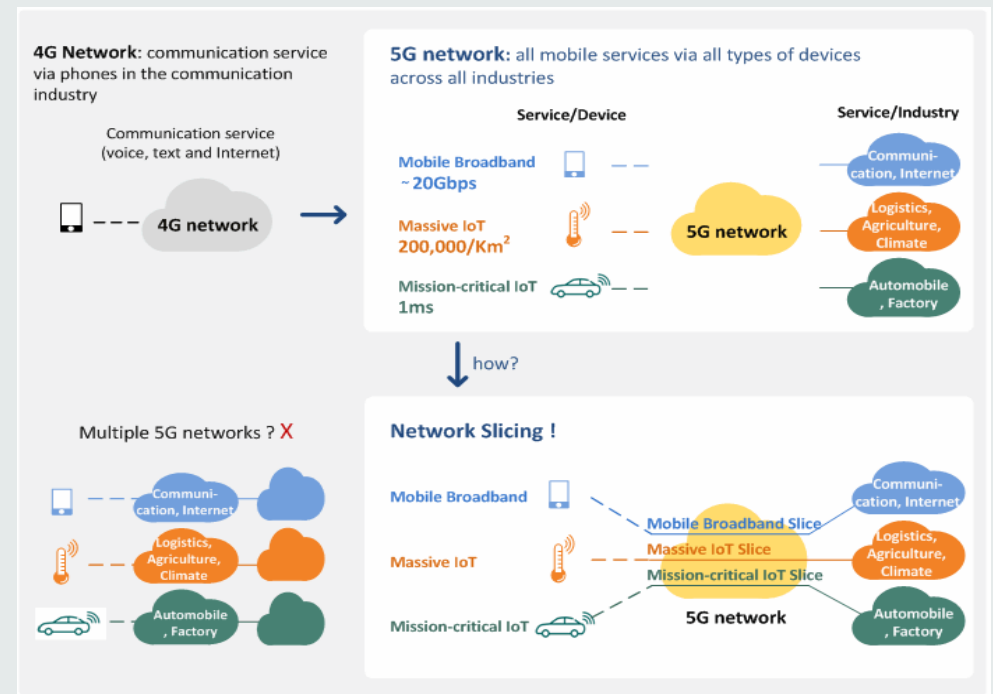 4G Network: communication service
via phones in the communication
industry
Communication service
(voice, text and Internet)
4G network
5G network: all mobile services via all types of devices
across all industries
Service/Device
Service/Industry
Mobile Broadband
~ 20Gbps
Communi-
cation, Internet
Massive IoT
200,000/Km²
5G network
Logistics,
Agriculture,
Climate
Mission-critical IoT
1ms
Automobile
, Factory
how?
Multiple 5G networks ? X
Communi-
cation, Internet
Logistics,
Agriculture,
Climate
Automobile
, Factory
Network Slicing !
Mobile Broadband
Mobile Broadband Slice
Communi-
cation, Internet
Massive IoT
Massive IoT Slice
Logistics,
Agriculture,
Climate
Mission-critical IoT
Mission-critical IoT Slice
5G network
Automobile
, Factory